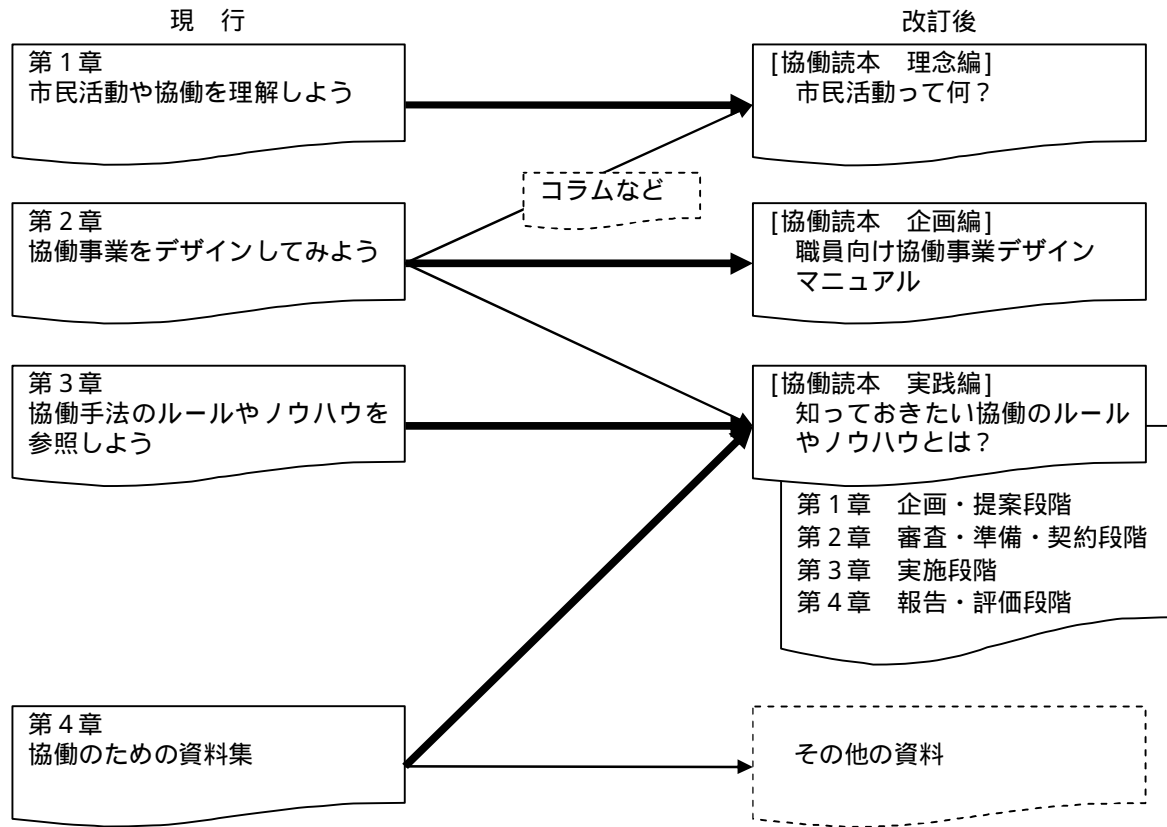 現　行
改訂後
第１章
市民活動や協働を理解しよう
[協働読本　理念編]
市民活動って何？
コラムなど
第２章
協働事業をデザインしてみよう
[協働読本　企画編]
職員向け協働事業デザイン
マニュアル
第３章
協働手法のルールやノウハウを
参照しよう
[協働読本　実践編]
知っておきたい協働のルール
やノウハウとは？
第１章　企画・提案段階
第２章　審査・準備・契約段階
第３章　実施段階
第４章　報告・評価段階
第４章
協働のための資料集
その他の資料